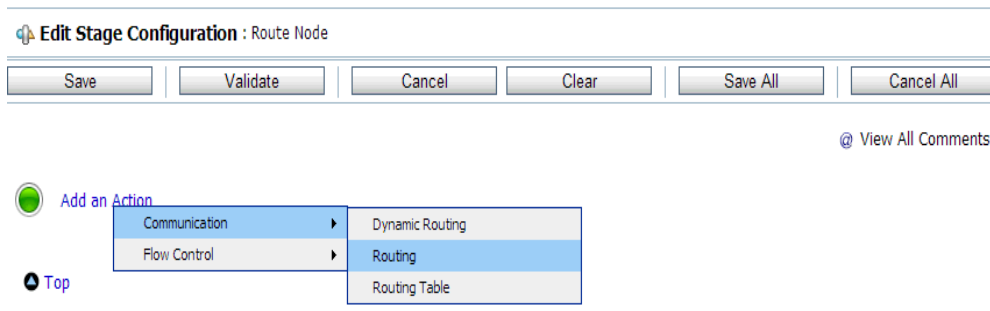 Edit Stage Configuration : Route Node
Save Validate Cancel Clear Save All Cancel All
@ View All Comments
Add an Action
Communication Dynamic Routing
Flow Control Routing
Top Routing Table